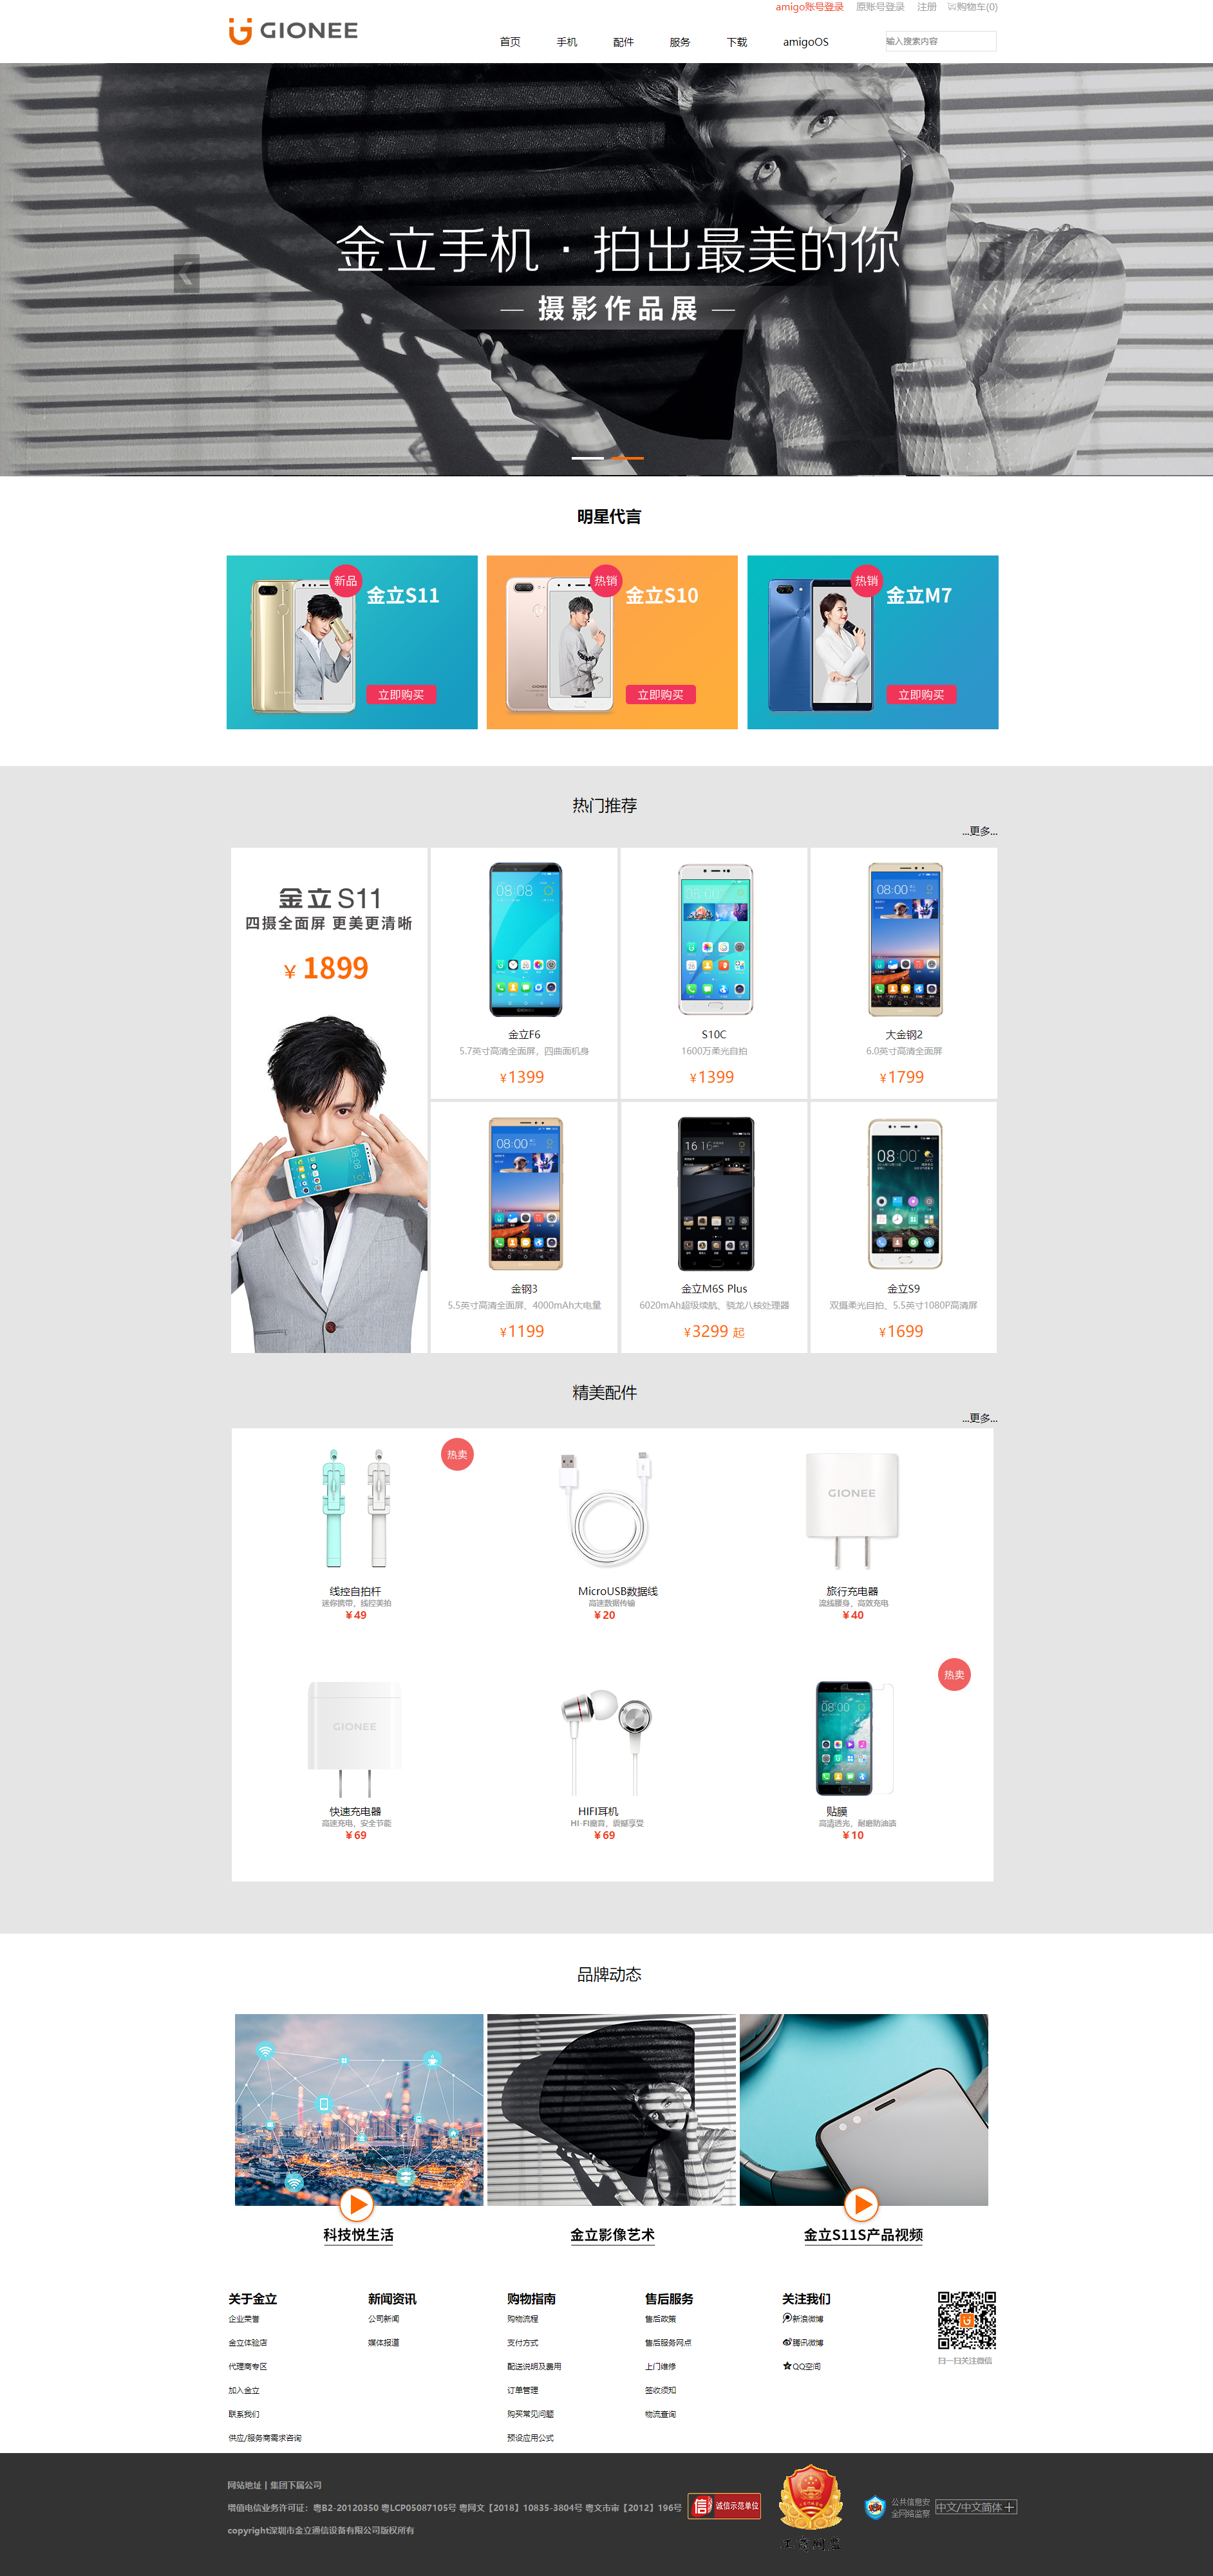 amigo账号登录 原账号登录 注册 购物车(0)
GIONEE
首页 手机 配件 服务 下载 amigoOS
输入搜索内容
金立手机·拍出最美的你
— 摄影作品展 —
明星代言
新品
金立S11
立即购买
热销
金立S10
立即购买
热销
金立M7
立即购买
热门推荐
...更多...
金立 S11
四摄全面屏 更美更清晰
¥ 1899
金立F6
5.7英寸高清全面屏，四曲面机身
¥1399
S10C
1600万柔光自拍
¥1399
大金钢2
6.0英寸高清全面屏
¥1799
金钢3
5.5英寸高清全面屏、4000mAh大电量
¥1199
金立M6S Plus
6020mAh超级续航、骁龙八核处理器
¥3299 起
金立S9
双摄柔光自拍、5.5英寸1080P高清屏
¥1699
精美配件
...更多...
热卖
线控自拍杆
迷你携带，线控美拍
¥49
MicroUSB数据线
高速数据传输
¥20
GIONEE
旅行充电器
流线腰身，高效充电
¥40
GIONEE
快速充电器
高速充电，安全节能
¥69
HIFI耳机
HI-FI磨音，震憾享受
¥69
热卖
贴膜
高清透光，耐磨防油渍
¥10
品牌动态
科技悦生活
金立影像艺术
金立S11S产品视频
关于金立
企业荣誉
金立体验店
代理商专区
加入金立
联系我们
供应/服务商需求咨询
新闻资讯
公司新闻
媒体报道
购物指南
购物流程
支付方式
配送说明及费用
订单管理
购买常见问题
预设应用公式
售后服务
售后政策
售后服务网点
上门维修
签收须知
物流查询
关注我们
新浪微博
腾讯微博
QQ空间
扫一扫关注微信
网站地址 | 集团下属公司
增值电信业务许可证：粤B2-20120350 粤LCP05087105号 粤网文【2018】10835-3804号 粤文市审【2012】196号
copyright深圳市金立通信设备有限公司版权所有
信 诚信示范单位
工商网监
公共信息安
全网络监察
中文/中文简体